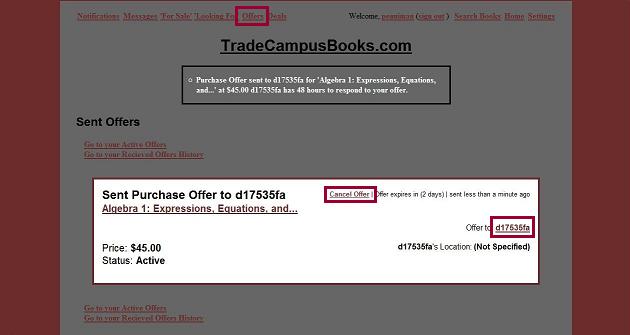 Notifications Messages 'For Sale' 'Looking Fo Offers Deals Welcome, peauiman (sign out ) Search Books Home Settings
TradeCampusBooks.com
Purchase Offer sent to d17535fa for 'Algebra 1: Expressions, Equations,
and...' at $45.00 d17535fa has 48 hours to respond to your offer.
Sent Offers
Go to your Active Offers
Go to your Recieved Offers History
Sent Purchase Offer to d17535fa
Cancel Offer | Offer expires in (2 days) | sent less than a minute ago
Algebra 1: Expressions, Equations, and...
Offer to d17535fa
Price: $45.00
d17535fa's Location: (Not Specified)
Status: Active
Go to your Active Offers
Go to your Recieved Offers History